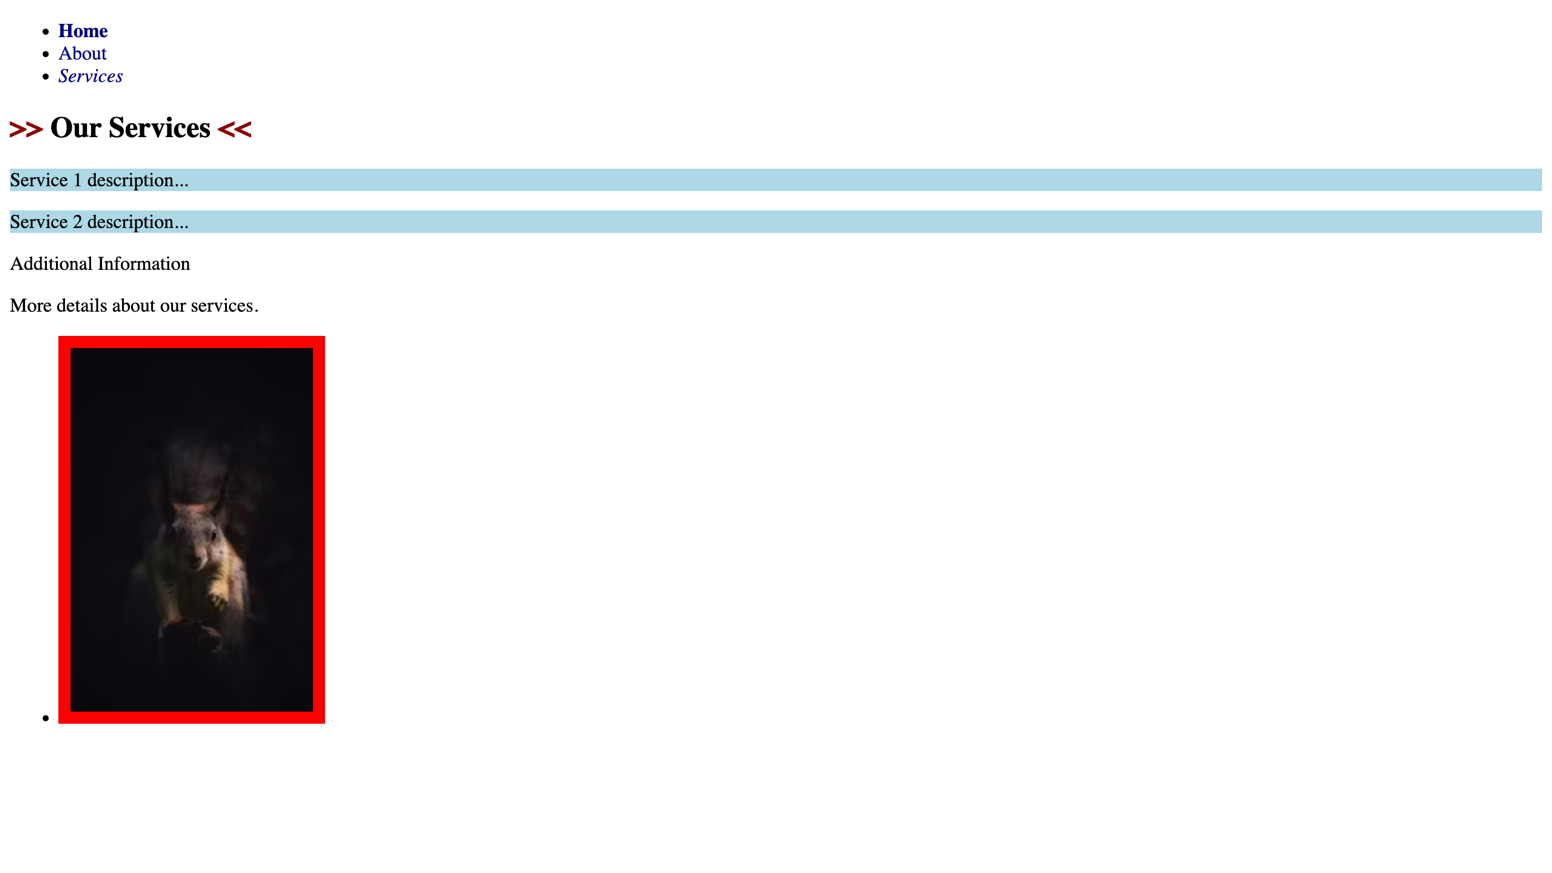 Home
About
Services
>> Our Services <<
Service 1 description...
Service 2 description...
Additional Information
More details about our services.